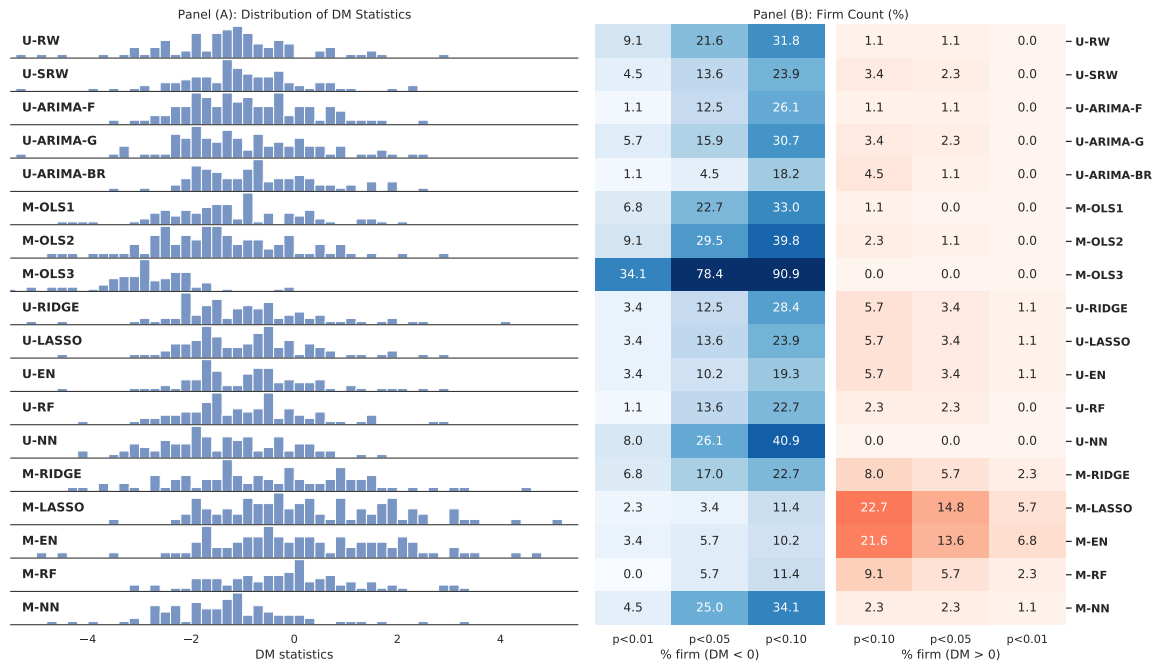 Panel (A): Distribution of DM Statistics
Panel (B): Firm Count (%)
U-RW 9.1 21.6 31.8 1.1 1.1 0.0 U-RW
U-SRW 4.5 13.6 23.9 3.4 2.3 0.0 U-SRW
U-ARIMA-F 1.1 12.5 26.1 1.1 1.1 0.0 U-ARIMA-F
U-ARIMA-G 5.7 15.9 30.7 3.4 2.3 0.0 U-ARIMA-G
U-ARIMA-BR 1.1 4.5 18.2 4.5 1.1 0.0 U-ARIMA-BR
M-OLS1 6.8 22.7 33.0 1.1 0.0 0.0 M-OLS1
M-OLS2 9.1 29.5 39.8 2.3 1.1 0.0 M-OLS2
M-OLS3 34.1 78.4 90.9 0.0 0.0 0.0 M-OLS3
U-RIDGE 3.4 12.5 28.4 5.7 3.4 1.1 U-RIDGE
U-LASSO 3.4 13.6 23.9 5.7 3.4 1.1 U-LASSO
U-EN 3.4 10.2 19.3 5.7 3.4 1.1 U-EN
U-RF 1.1 13.6 22.7 2.3 2.3 0.0 U-RF
U-NN 8.0 26.1 40.9 0.0 0.0 0.0 U-NN
M-RIDGE 6.8 17.0 22.7 8.0 5.7 2.3 M-RIDGE
M-LASSO 2.3 3.4 11.4 22.7 14.8 5.7 M-LASSO
M-EN 3.4 5.7 10.2 21.6 13.6 6.8 M-EN
M-RF 0.0 5.7 11.4 9.1 5.7 2.3 M-RF
M-NN 4.5 25.0 34.1 2.3 2.3 1.1 M-NN
−4 −2 0 2 4 p<0.01 p<0.05 p<0.10 p<0.10 p<0.05 p<0.01
DM statistics % firm (DM < 0) % firm (DM > 0)